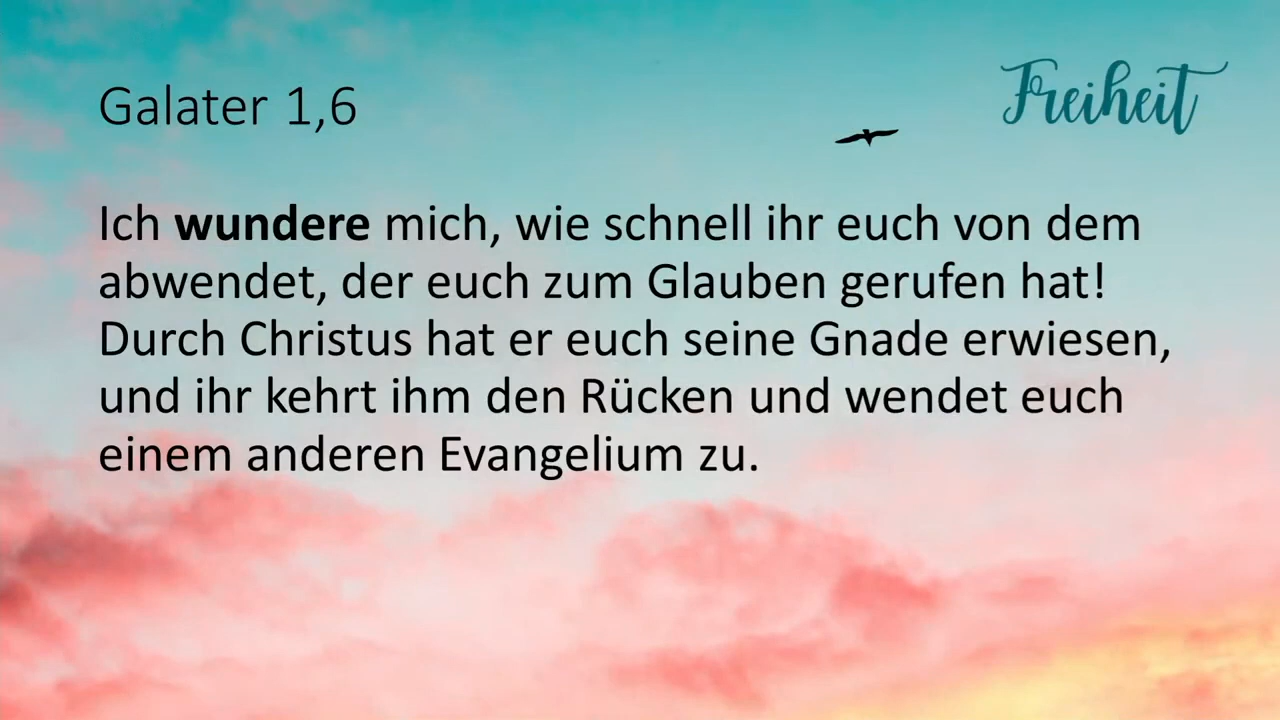 Galater 1,6
Freiheit
Ich wundere mich, wie schnell ihr euch von dem
abwendet, der euch zum Glauben gerufen hat!
Durch Christus hat er euch seine Gnade erwiesen,
und ihr kehrt ihm den Rücken und wendet euch
einem anderen Evangelium zu.